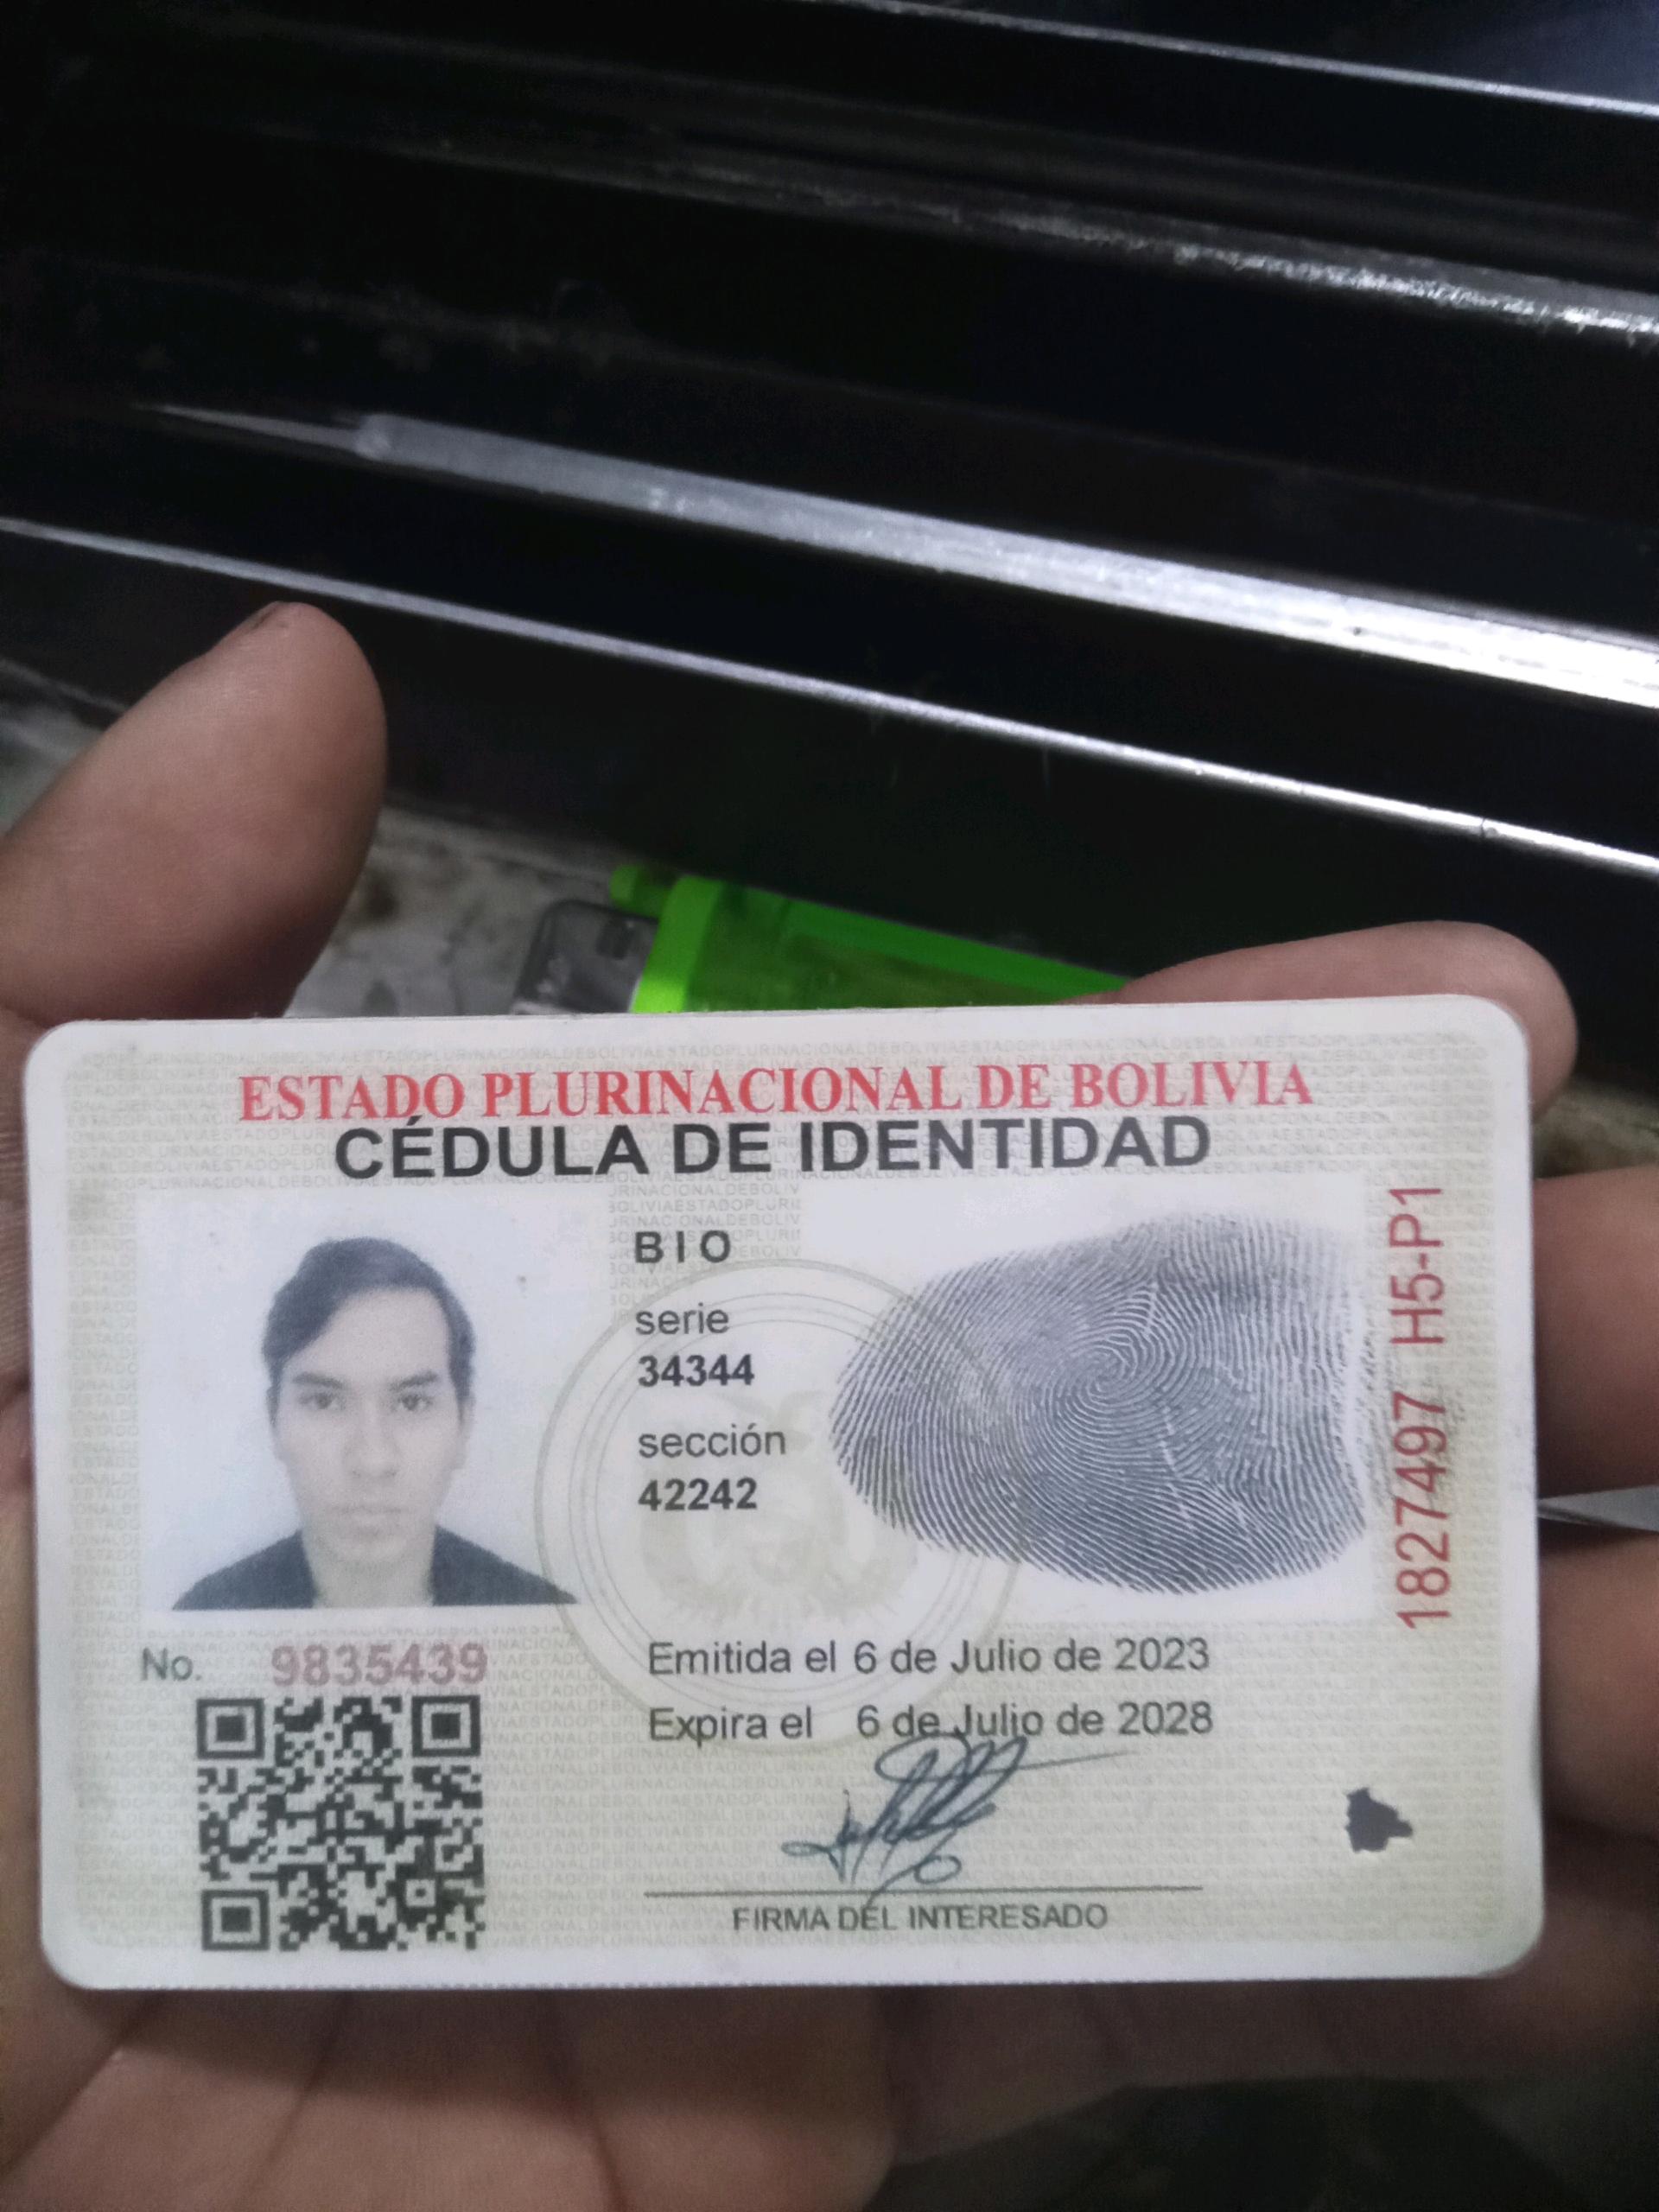 ESTADO PLURINACIONAL DE BOLIVIA
CÉDULA DE IDENTIDAD
BIO
serie
34344
sección
42242
1827497 H5-P1
No. 9835439
Emitida el 6 de Julio de 2023
Expira el 6 de Julio de 2028
FIRMA DEL INTERESADO